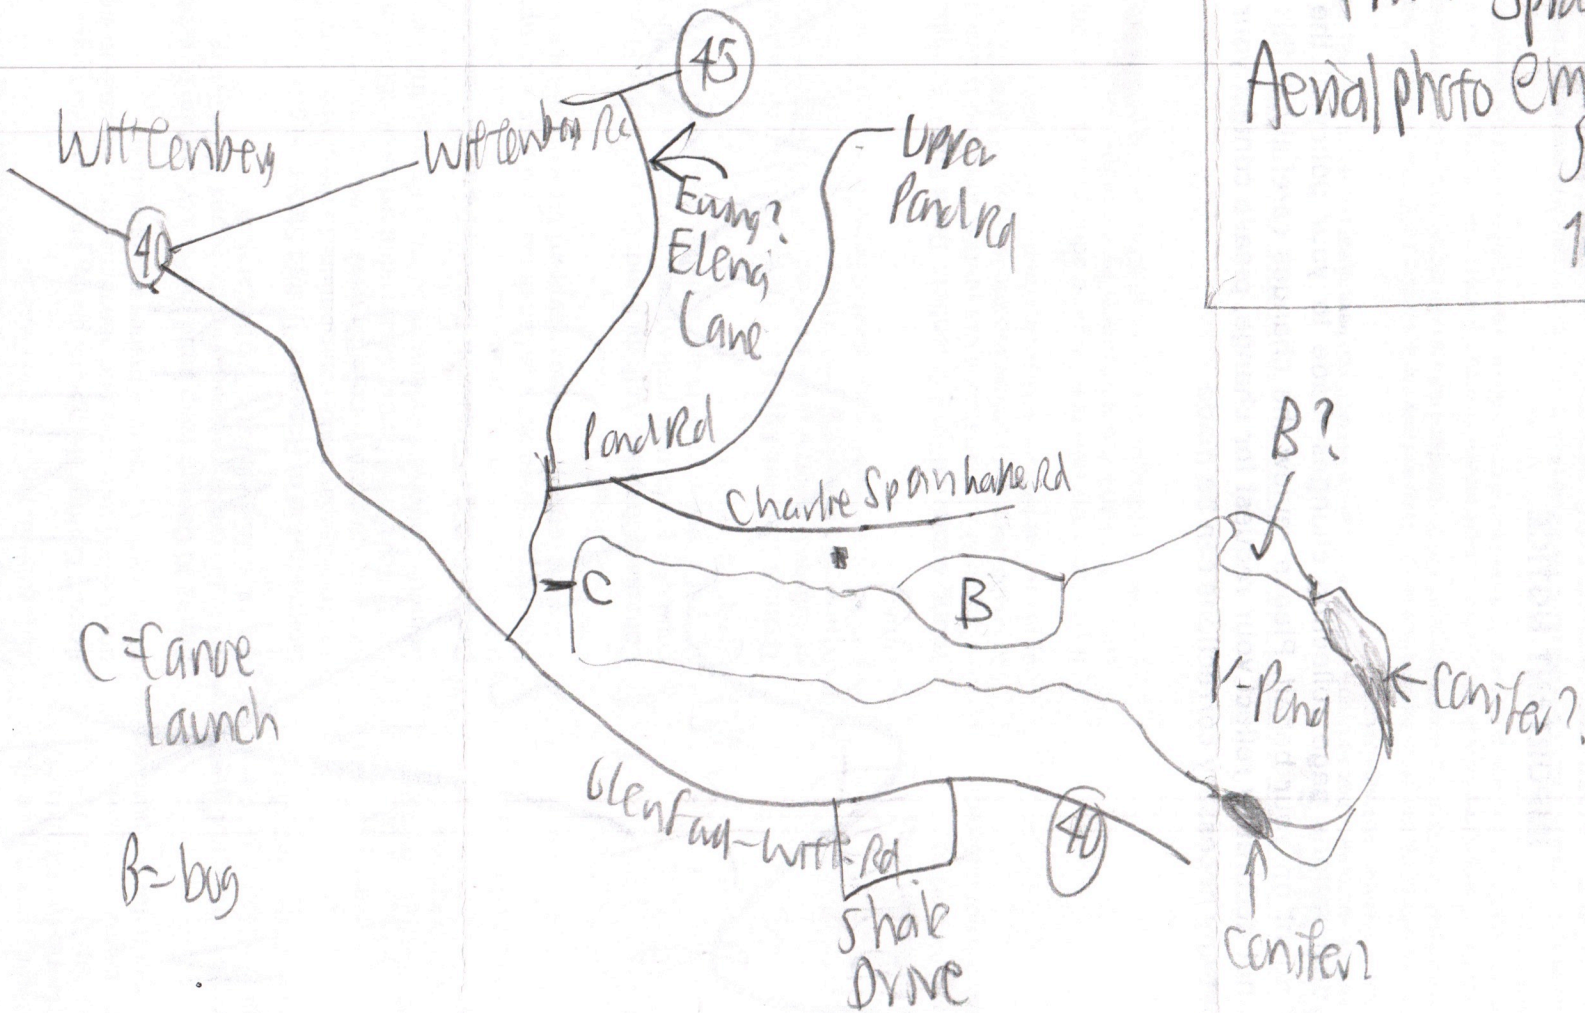 45
Aerial photo
Wittenberg
Wittenberg Rd
Upper
Pond Rd
40
Elena
Lane
Pond Rd
B?
Charlie Spanhake Rd
C
B
C=Canoe
launch
Y-Pond
conifer?
Glenford-Witt-Rd.
40
B=bog
Shale
Drive
conifer?